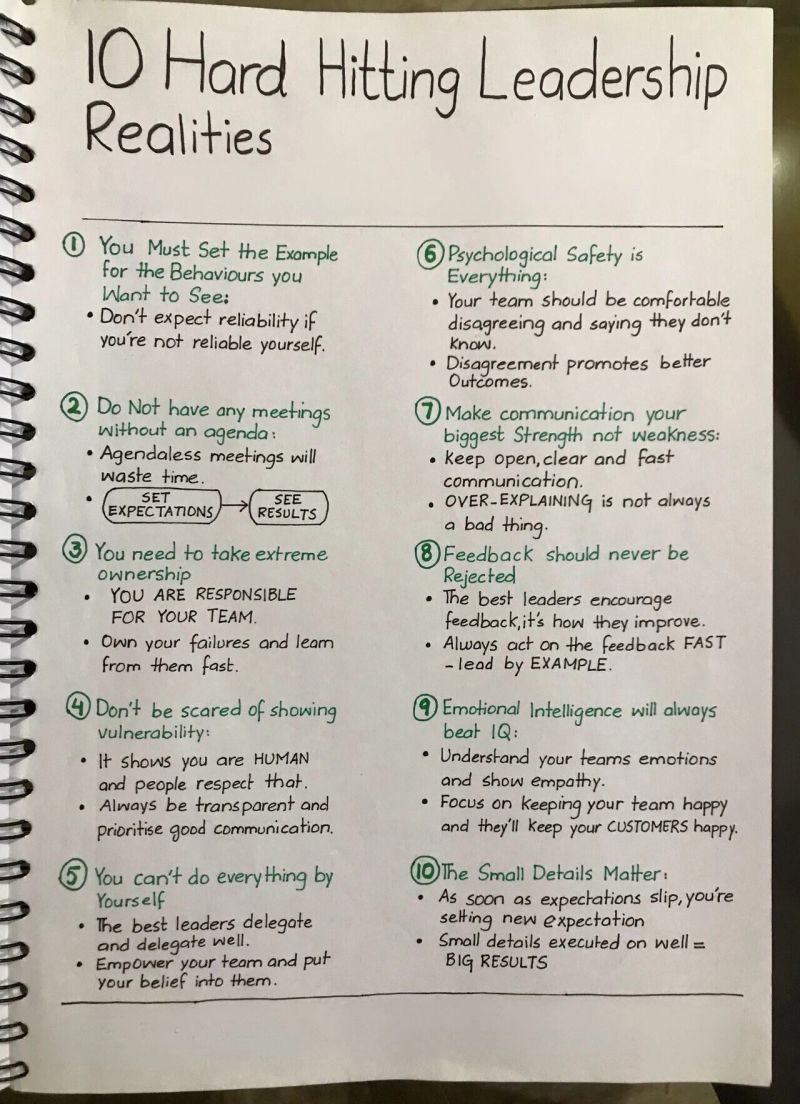 10 Hard Hitting Leadership
Realities
① You Must Set the Example
for the Behaviours you
Want to See:
• Don't expect reliability if
you're not reliable yourself.
② Do Not have any meetings
without an agenda:
• Agendaless meetings will
waste time.
• SET
EXPECTATIONS → SEE
RESULTS
③ You need to take extreme
ownership
• YOU ARE RESPONSIBLE
FOR YOUR TEAM.
• Own your failures and learn
from them fast.
④ Don't be scared of showing
vulnerability:
• It shows you are HUMAN
and people respect that.
• Always be transparent and
prioritise good communication.
⑤ You can't do everything by
Yourself
• The best leaders delegate
and delegate well.
• Empower your team and put
your belief into them.
⑥ Psychological Safety is
Everything:
• Your team should be comfortable
disagreeing and saying they don't
know.
• Disagreement promotes better
Outcomes.
⑦ Make communication your
biggest Strength not weakness:
• Keep open, clear and fast
communication.
• OVER-EXPLAINING is not always
a bad thing.
⑧ Feedback should never be
Rejected
• The best leaders encourage
feedback, it's how they improve.
• Always act on the feedback FAST
- lead by EXAMPLE.
⑨ Emotional Intelligence will always
beat IQ:
• Understand your teams emotions
and show empathy.
• Focus on keeping your team happy
and they'll keep your CUSTOMERS happy.
⑩ The Small Details Matter:
• As soon as expectations slip, you're
setting new expectation
• Small details executed on well =
BIG RESULTS